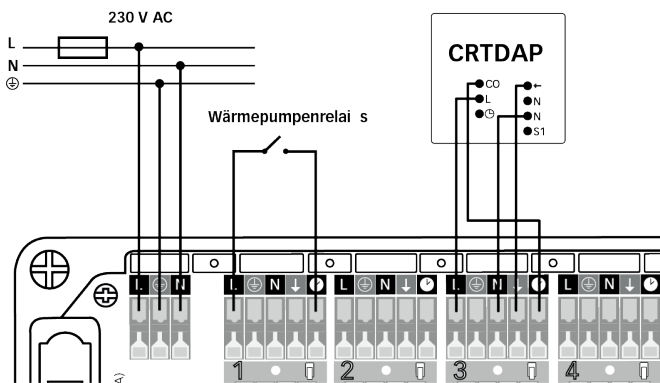 230 V AC
L
N
CRTDAP
CO
←
L
N
N
S1
Wärmepumpenrelai s
L N
L N ↓
L N ↓
L N ↓
L N ↓
1 2 3 4
A)